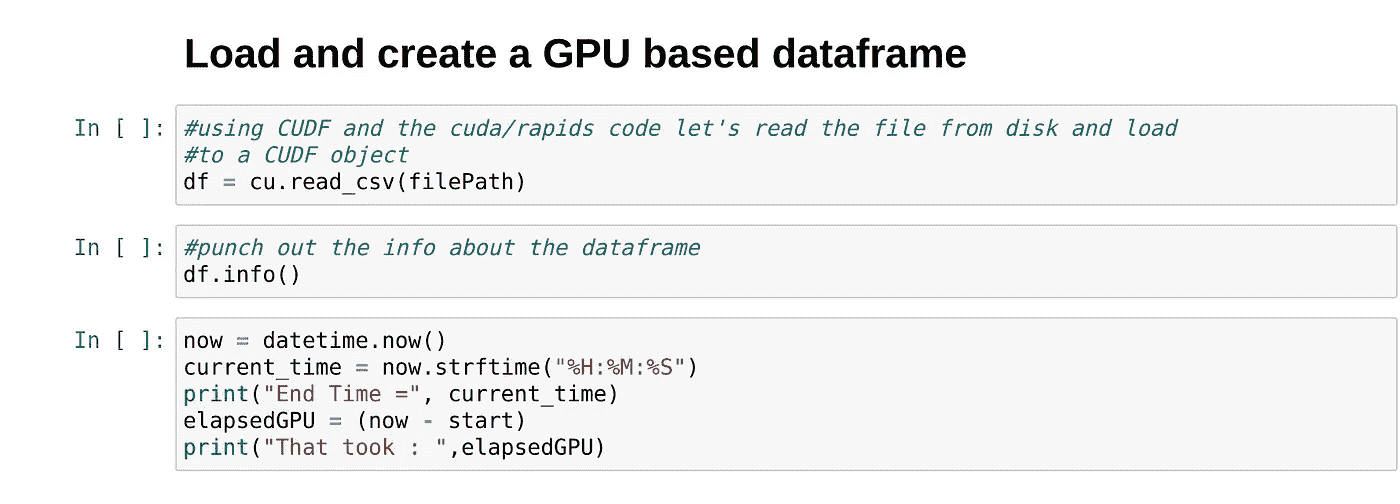 Load and create a GPU based dataframe
In [ ]: #using CUDF and the cuda/rapids code let's read the file from disk and load
#to a CUDF object
df = cu.read_csv(filePath)
In [ ]: #punch out the info about the dataframe
df.info()
In [ ]: now = datetime.now()
current_time = now.strftime("%H:%M:%S")
print("End Time =", current_time)
elapsedGPU = (now - start)
print("That took : ",elapsedGPU)